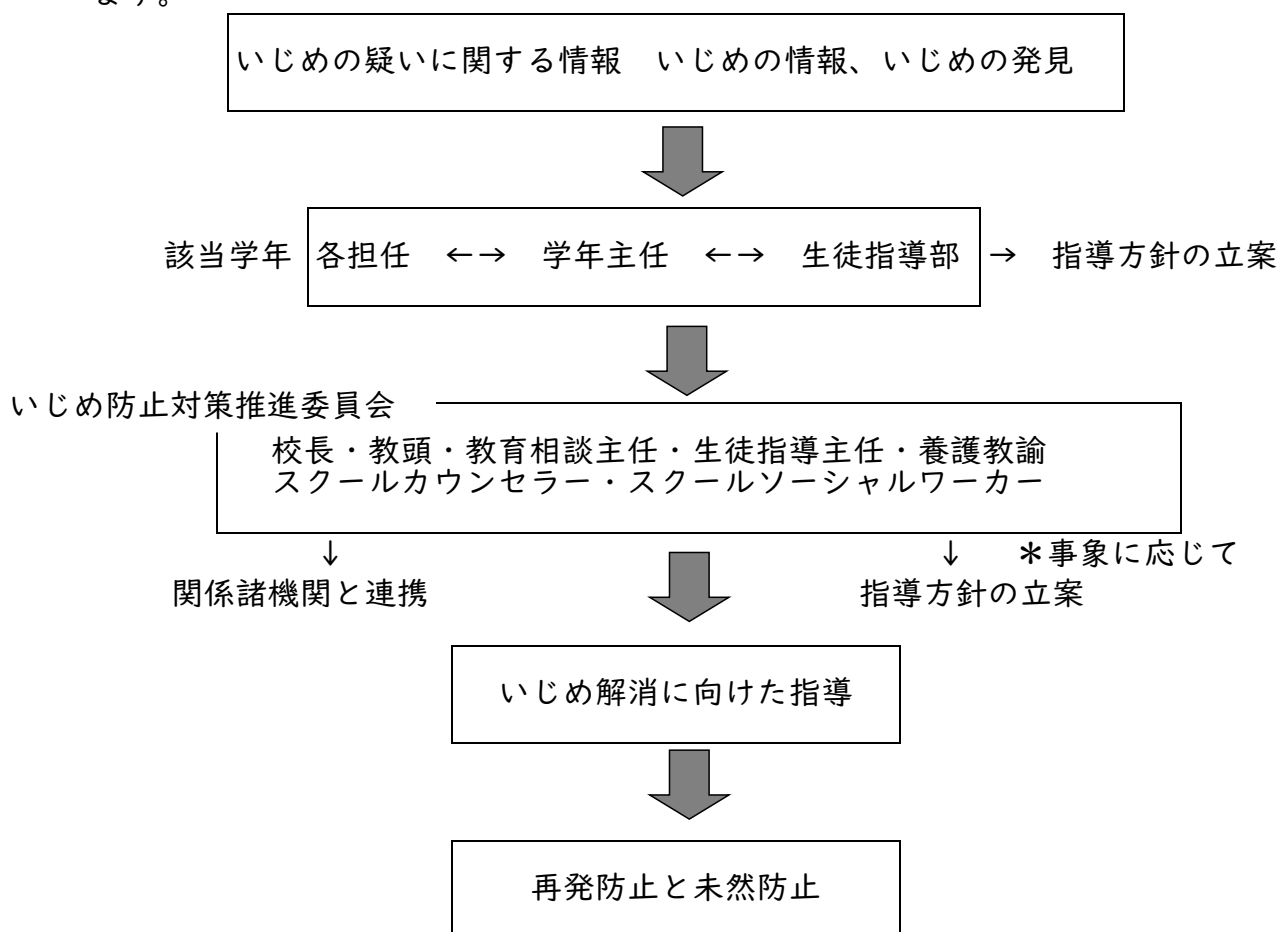 ます。
いじめの疑いに関する情報　いじめの情報、いじめの発見
該当学年 各担任 ←→ 学年主任 ←→ 生徒指導部 → 指導方針の立案
いじめ防止対策推進委員会
校長・教頭・教育相談主任・生徒指導主任・養護教諭
スクールカウンセラー・スクールソーシャルワーカー
↓ ↓ ＊事象に応じて
関係諸機関と連携 指導方針の立案
いじめ解消に向けた指導
再発防止と未然防止